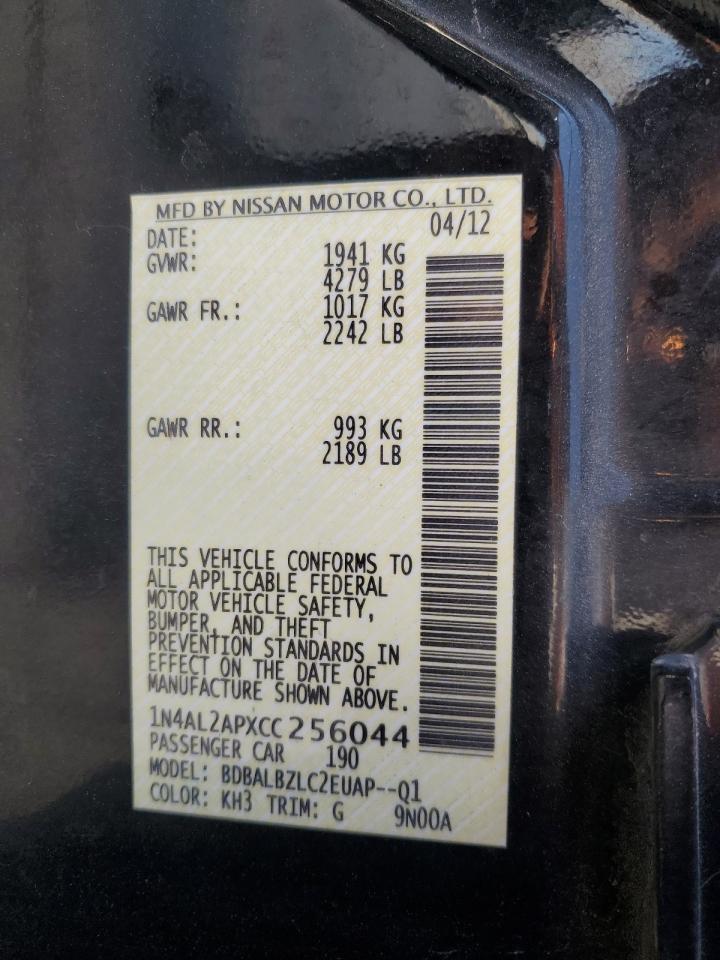 MFD BY NISSAN MOTOR CO., LTD.
DATE: 04/12
GVWR: 1941 KG
4279 LB
GAWR FR.: 1017 KG
2242 LB
GAWR RR.: 993 KG
2189 LB
THIS VEHICLE CONFORMS TO
ALL APPLICABLE FEDERAL
MOTOR VEHICLE SAFETY,
BUMPER, AND THEFT
PREVENTION STANDARDS IN
EFFECT ON THE DATE OF
MANUFACTURE SHOWN ABOVE.
1N4AL2APXCC256044
PASSENGER CAR 190
MODEL: BDBALBZLC2EUAP--Q1
COLOR: KH3 TRIM: G 9N00A